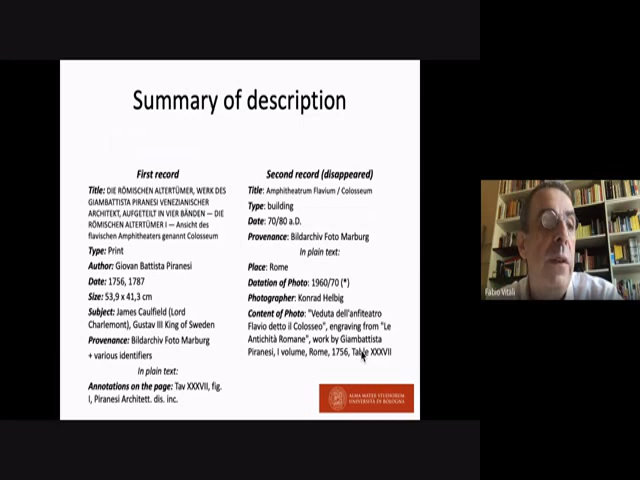 Summary of description
First record
Title: DIE RÖMISCHEN ALTERTÜMER, WERK DES
GIAMBATTISTA PIRANESI VENEZIANISCHER
ARCHITEKT, AUFGETEILT IN VIER BÄNDEN — DIE
RÖMISCHEN ALTERTÜMER I — Ansicht des
flavischen Amphitheaters genannt Colosseum
Type: Print
Author: Giovan Battista Piranesi
Date: 1756, 1787
Size: 53,9 x 41,3 cm
Subject: James Caulfield (Lord
Charlemont), Gustav III King of Sweden
Provenance: Bildarchiv Foto Marburg
+ various identifiers
In plain text:
Annotations on the page: Tav XXXVII, fig.
I, Piranesi Architett. dis. inc.
Second record (disappeared)
Title: Amphitheatrum Flavium / Colosseum
Type: building
Date: 70/80 a.D.
Provenance: Bildarchiv Foto Marburg
In plain text:
Place: Rome
Datation of Photo: 1960/70 (*)
Photographer: Konrad Helbig
Content of Photo: "Veduta dell'anfiteatro
Flavio detto il Colosseo", engraving from "Le
Antichità Romane", work by Giambattista
Piranesi, I volume, Rome, 1756, Table XXXVII
ALMA MATER STUDIORUM
UNIVERSITÀ DI BOLOGNA
Fabio Vitali